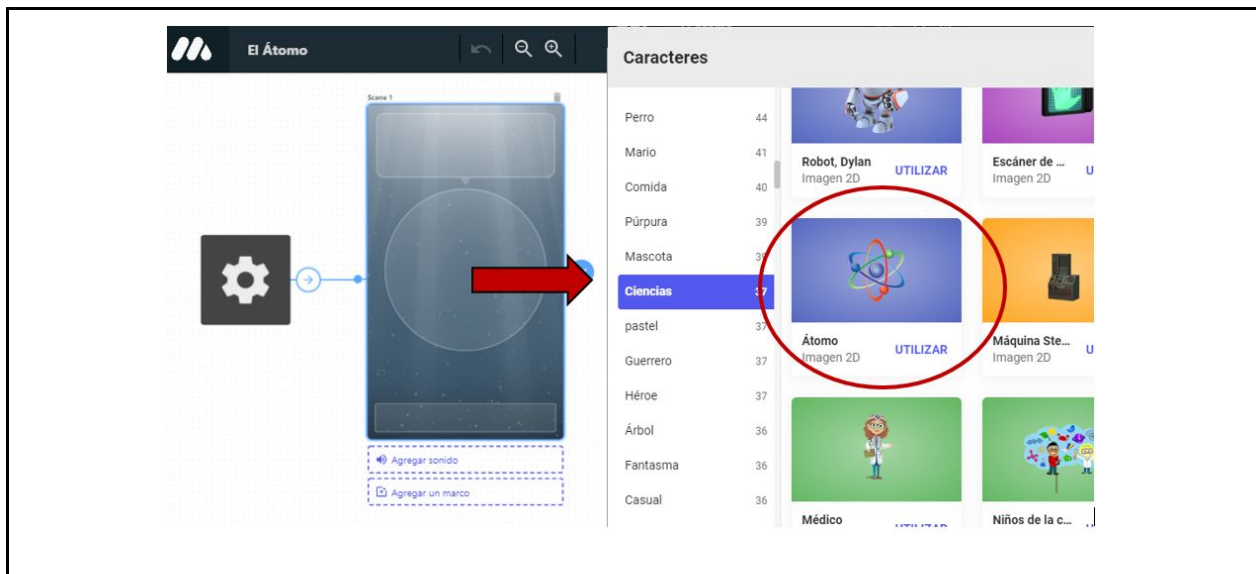 El Átomo
Scene 1
Agregar sonido
Agregar un marco
Caracteres
Perro 44
Mario 41
Comida 40
Púrpura 39
Mascota
Ciencias 37
pastel 37
Guerrero 37
Héroe 37
Árbol 36
Fantasma 36
Casual 36
Robot, Dylan
Imagen 2D
UTILIZAR
Escáner de ...
Imagen 2D
U
Átomo
Imagen 2D
UTILIZAR
Máquina Ste...
Imagen 2D
U
Médico
UTILIZAR
Niños de la c...